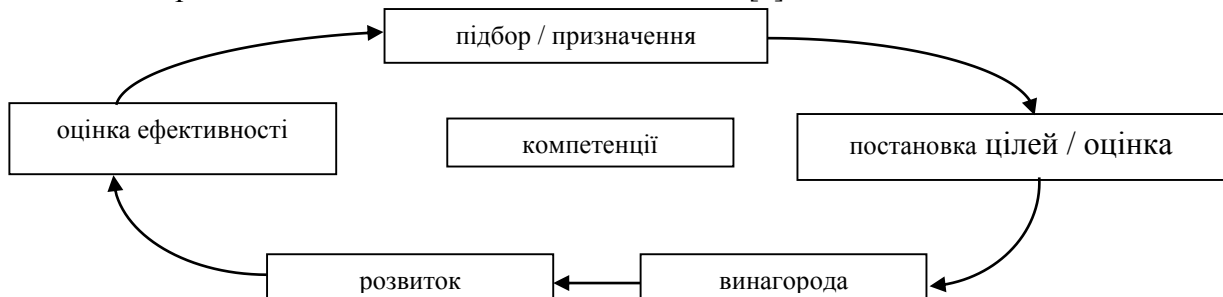 підбор / призначення
оцінка ефективності
компетенції
постановка цілей / оцінка
розвиток
винагорода